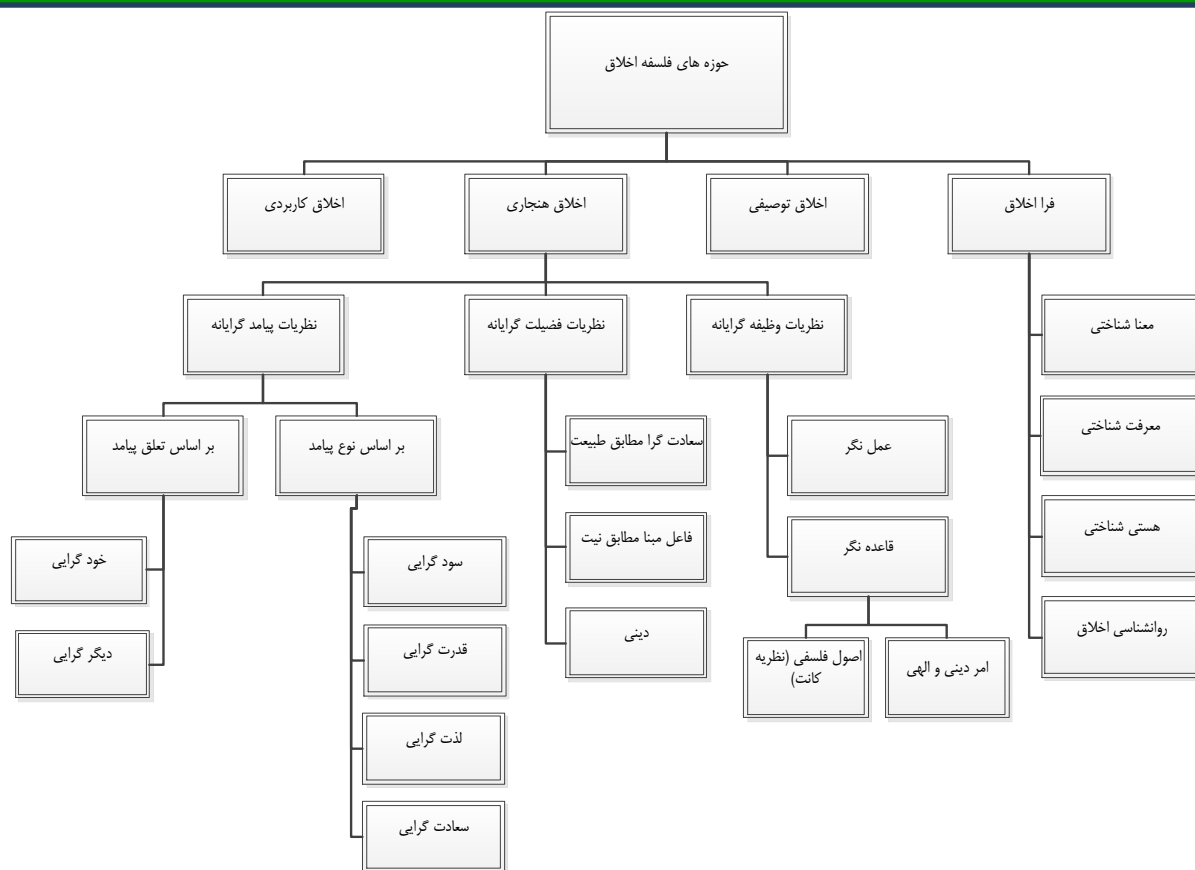 حوزه های فلسفه اخلاق
فرا اخلاق
اخلاق توصیفی
اخلاق هنجاری
اخلاق کاربردی
معنا شناختی
معرفت شناختی
هستی شناختی
روانشناسی اخلاق
نظریات وظیفه گرایانه
نظریات فضیلت گرایانه
نظریات پیامد گرایانه
عمل نگر
قاعده نگر
امر دینی و الهی
اصول فلسفی (نظریه
کانت)
سعادت گرا مطابق طبیعت
فاعل مبنا مطابق نیت
دینی
بر اساس نوع پیامد
بر اساس تعلق پیامد
سود گرایی
قدرت گرایی
لذت گرایی
سعادت گرایی
خود گرایی
دیگر گرایی